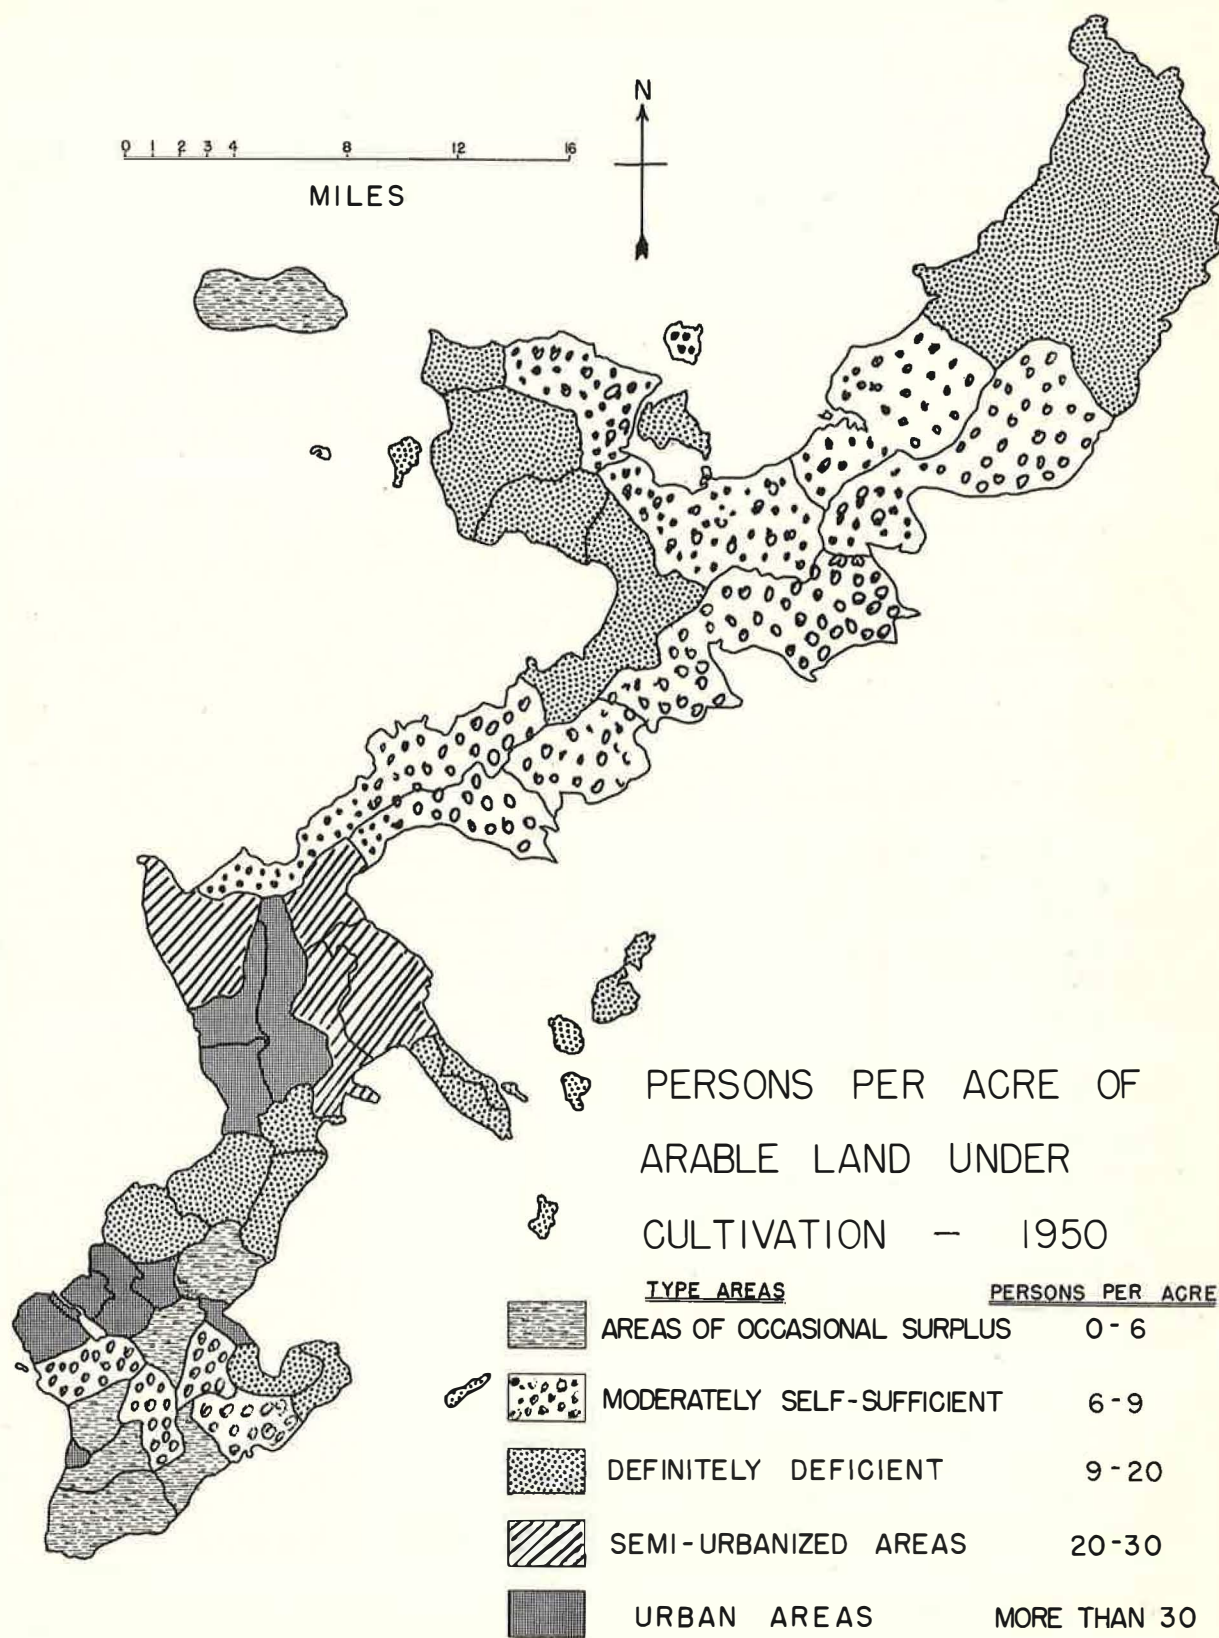 N
0 1 2 3 4 8 12 16
MILES
PERSONS PER ACRE OF
ARABLE LAND UNDER
CULTIVATION – 1950
TYPE AREAS PERSONS PER ACRE
AREAS OF OCCASIONAL SURPLUS 0-6
MODERATELY SELF-SUFFICIENT 6-9
DEFINITELY DEFICIENT 9-20
SEMI-URBANIZED AREAS 20-30
URBAN AREAS MORE THAN 30